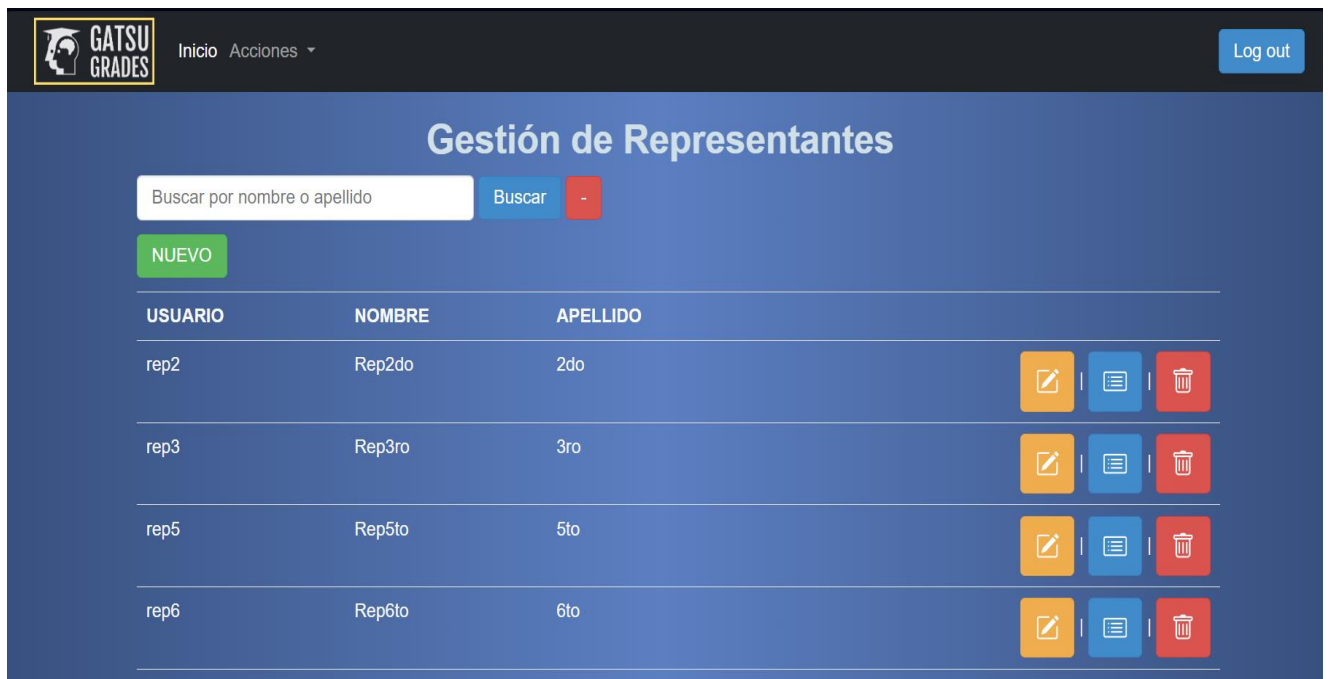 GATSU
GRADES
Inicio Acciones
Log out
Gestión de Representantes
Buscar por nombre o apellido Buscar -
NUEVO
USUARIO NOMBRE APELLIDO
rep2 Rep2do 2do | |
rep3 Rep3ro 3ro | |
rep5 Rep5to 5to | |
rep6 Rep6to 6to | |